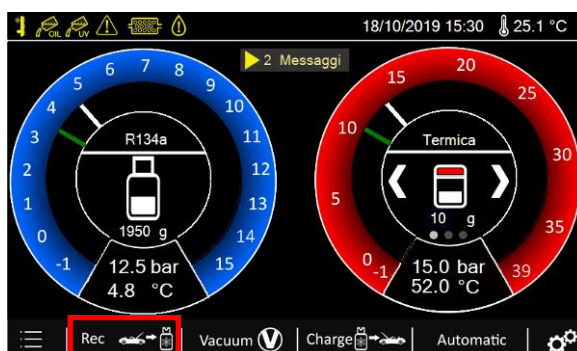 OIL UV 18/10/2019 15:30 25.1 °C
2 Messaggi
-1 0 1 2 3 4 5 6 7 8 9 10 11 12 13 14 15
R134a
1950 g
12.5 bar
4.8 °C
-1 0 5 10 15 20 25 30 35 39
Termica
10 g
15.0 bar
52.0 °C
Rec Vacuum V Charge Automatic